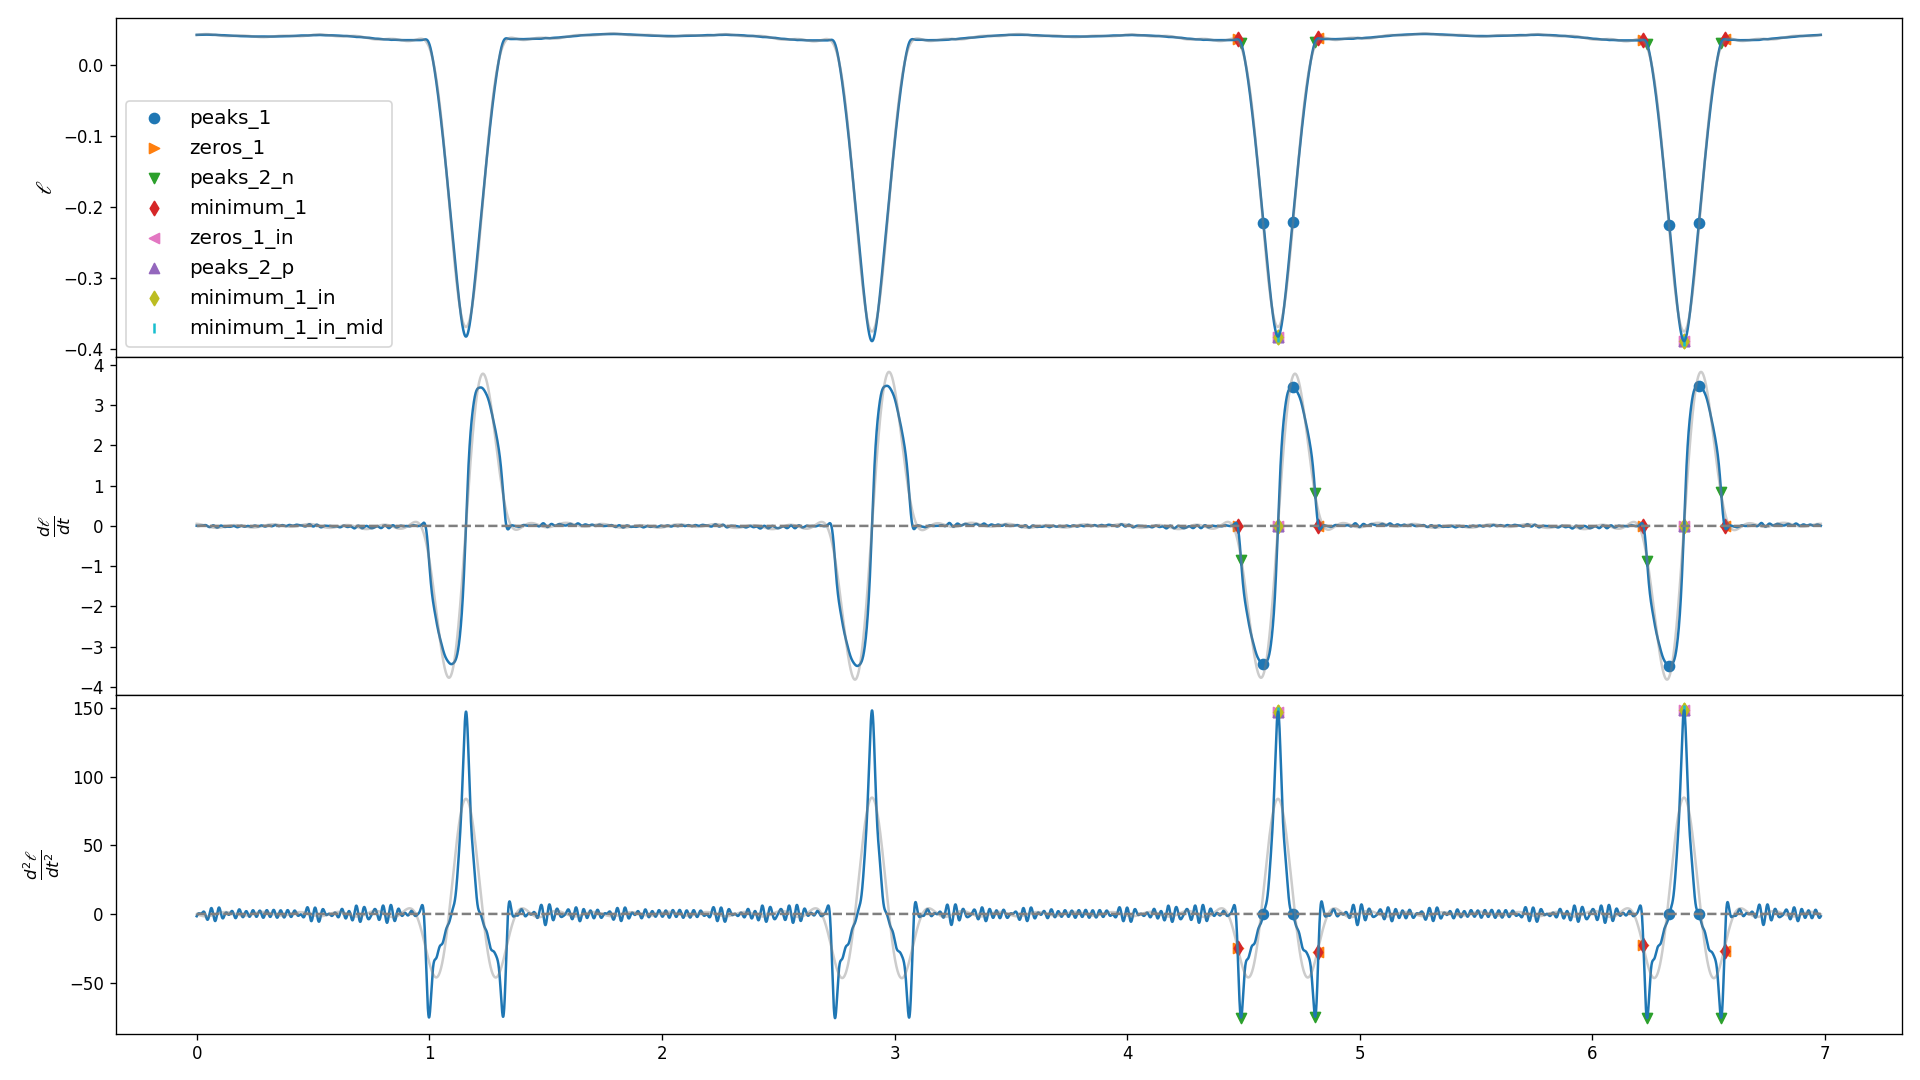 0.0
−0.1
−0.2
−0.3
−0.4
ℓ
peaks_1
zeros_1
peaks_2_n
minimum_1
zeros_1_in
peaks_2_p
minimum_1_in
minimum_1_in_mid
4
3
2
1
0
−1
−2
−3
−4
dℓ/dt
150
100
50
0
−50
d²ℓ/dt²
0 1 2 3 4 5 6 7